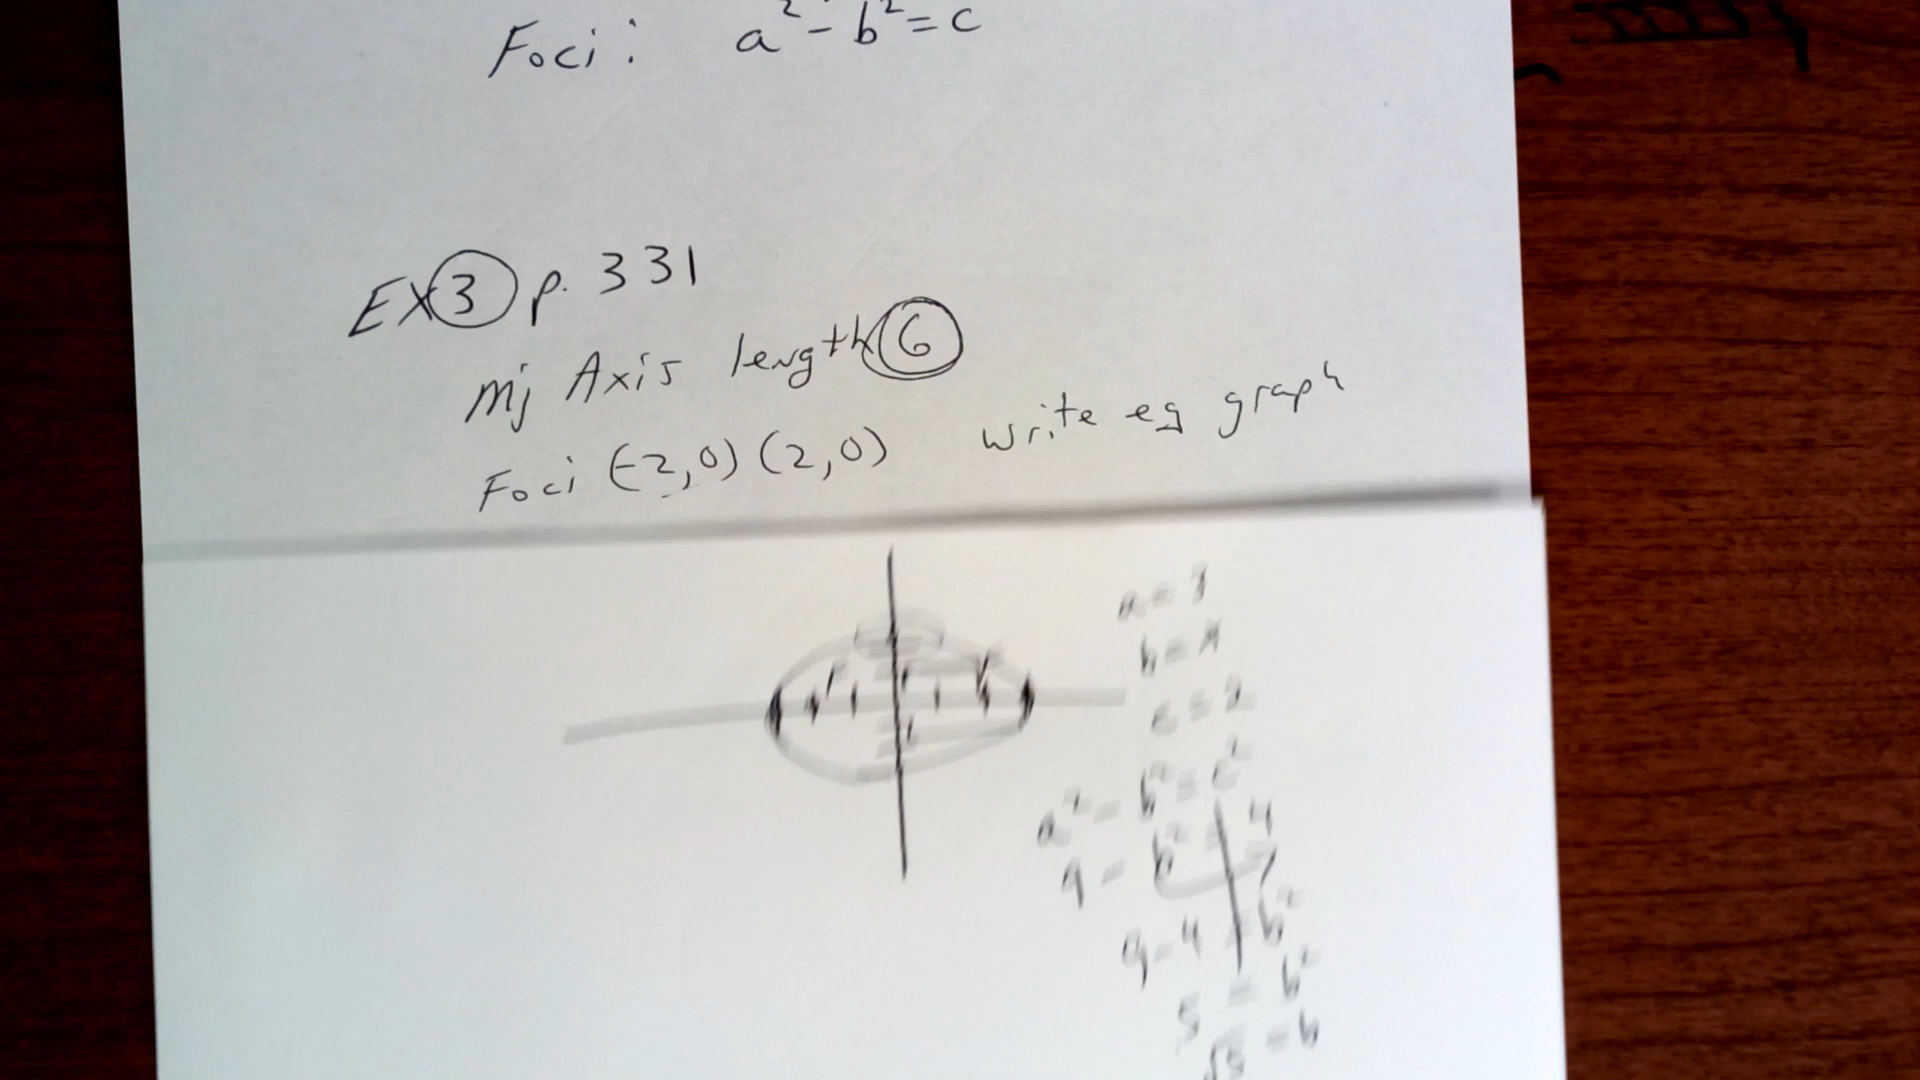 Foci: a²-b²=c
EX 3 p. 331
Mj Axis length 6
Foci (-2,0) (2,0) write eq graph
a = 3
b =
c = 2
a² - b² = c²
9 - b² = 4
9-4 = b²
5 = b²
√5 = b